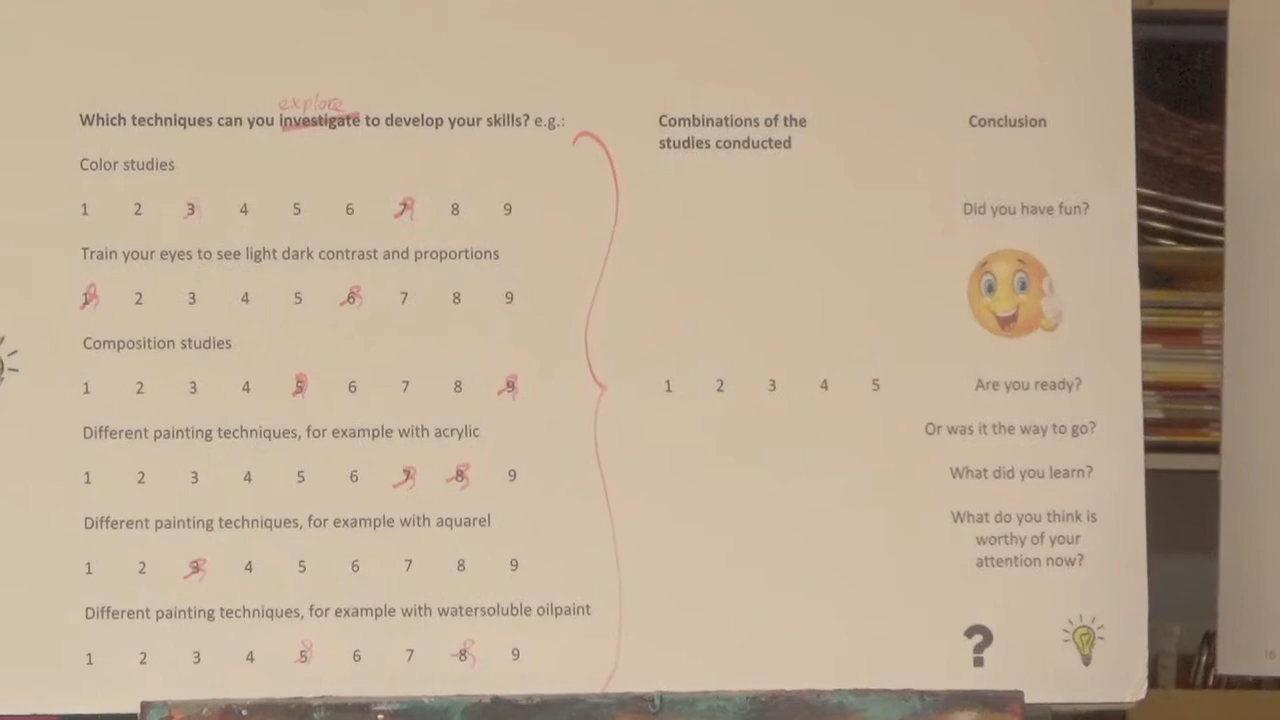 explore
Which techniques can you investigate to develop your skills? e.g.:
Color studies
1 2 3 4 5 6 7 8 9
Train your eyes to see light dark contrast and proportions
1 2 3 4 5 6 7 8 9
Composition studies
1 2 3 4 5 6 7 8 9
Different painting techniques, for example with acrylic
1 2 3 4 5 6 7 8 9
Different painting techniques, for example with aquarel
1 2 3 4 5 6 7 8 9
Different painting techniques, for example with watersoluble oilpaint
1 2 3 4 5 6 7 8 9
Combinations of the
studies conducted
1 2 3 4 5
Conclusion
Did you have fun?
Are you ready?
Or was it the way to go?
What did you learn?
What do you think is
worthy of your
attention now?
?
16